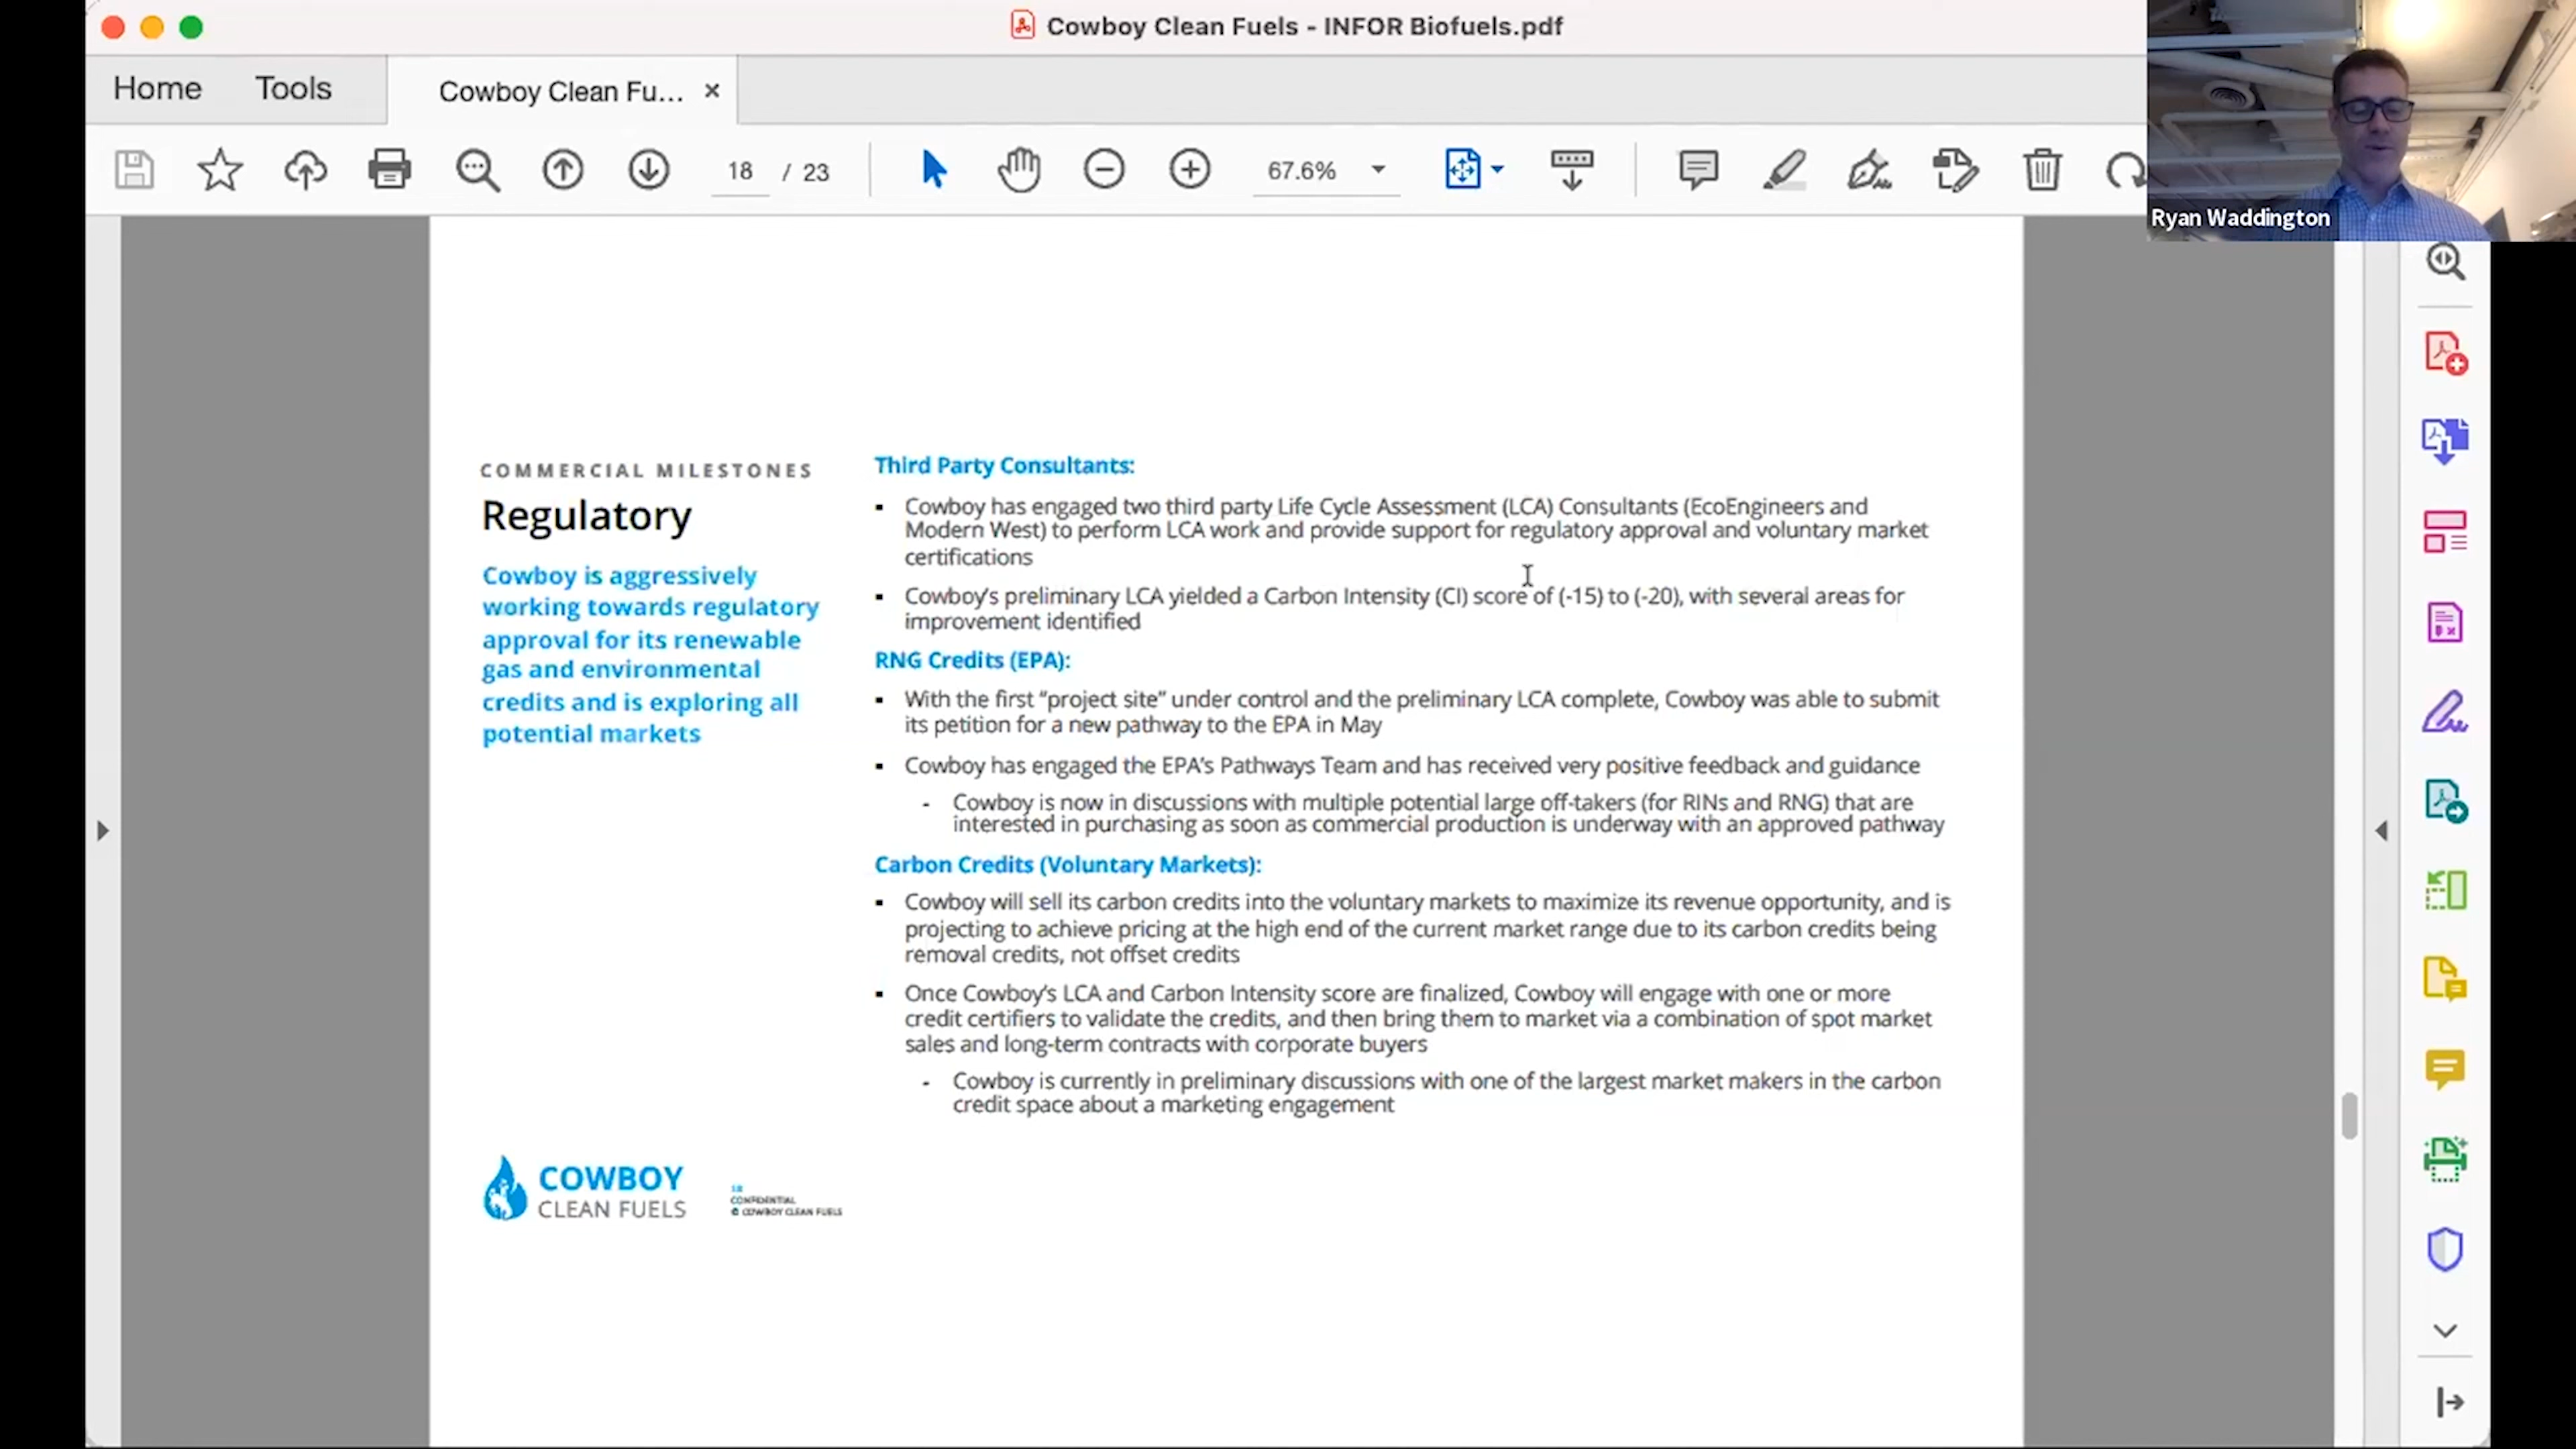 Cowboy Clean Fuels - INFOR Biofuels.pdf
Home
Tools
Cowboy Clean Fu...
18 / 23
67.6%
Ryan Waddington
COMMERCIAL MILESTONES
Regulatory
Cowboy is aggressively
working towards regulatory
approval for its renewable
gas and environmental
credits and is exploring all
potential markets
Third Party Consultants:
▪ Cowboy has engaged two third party Life Cycle Assessment (LCA) Consultants (EcoEngineers and
Modern West) to perform LCA work and provide support for regulatory approval and voluntary market
certifications
▪ Cowboy's preliminary LCA yielded a Carbon Intensity (CI) score of (-15) to (-20), with several areas for
improvement identified
RNG Credits (EPA):
▪ With the first "project site" under control and the preliminary LCA complete, Cowboy was able to submit
its petition for a new pathway to the EPA in May
▪ Cowboy has engaged the EPA's Pathways Team and has received very positive feedback and guidance
- Cowboy is now in discussions with multiple potential large off-takers (for RINs and RNG) that are
interested in purchasing as soon as commercial production is underway with an approved pathway
Carbon Credits (Voluntary Markets):
▪ Cowboy will sell its carbon credits into the voluntary markets to maximize its revenue opportunity, and is
projecting to achieve pricing at the high end of the current market range due to its carbon credits being
removal credits, not offset credits
▪ Once Cowboy's LCA and Carbon Intensity score are finalized, Cowboy will engage with one or more
credit certifiers to validate the credits, and then bring them to market via a combination of spot market
sales and long-term contracts with corporate buyers
- Cowboy is currently in preliminary discussions with one of the largest market makers in the carbon
credit space about a marketing engagement
COWBOY
CLEAN FUELS
18
CONFIDENTIAL
© COWBOY CLEAN FUELS